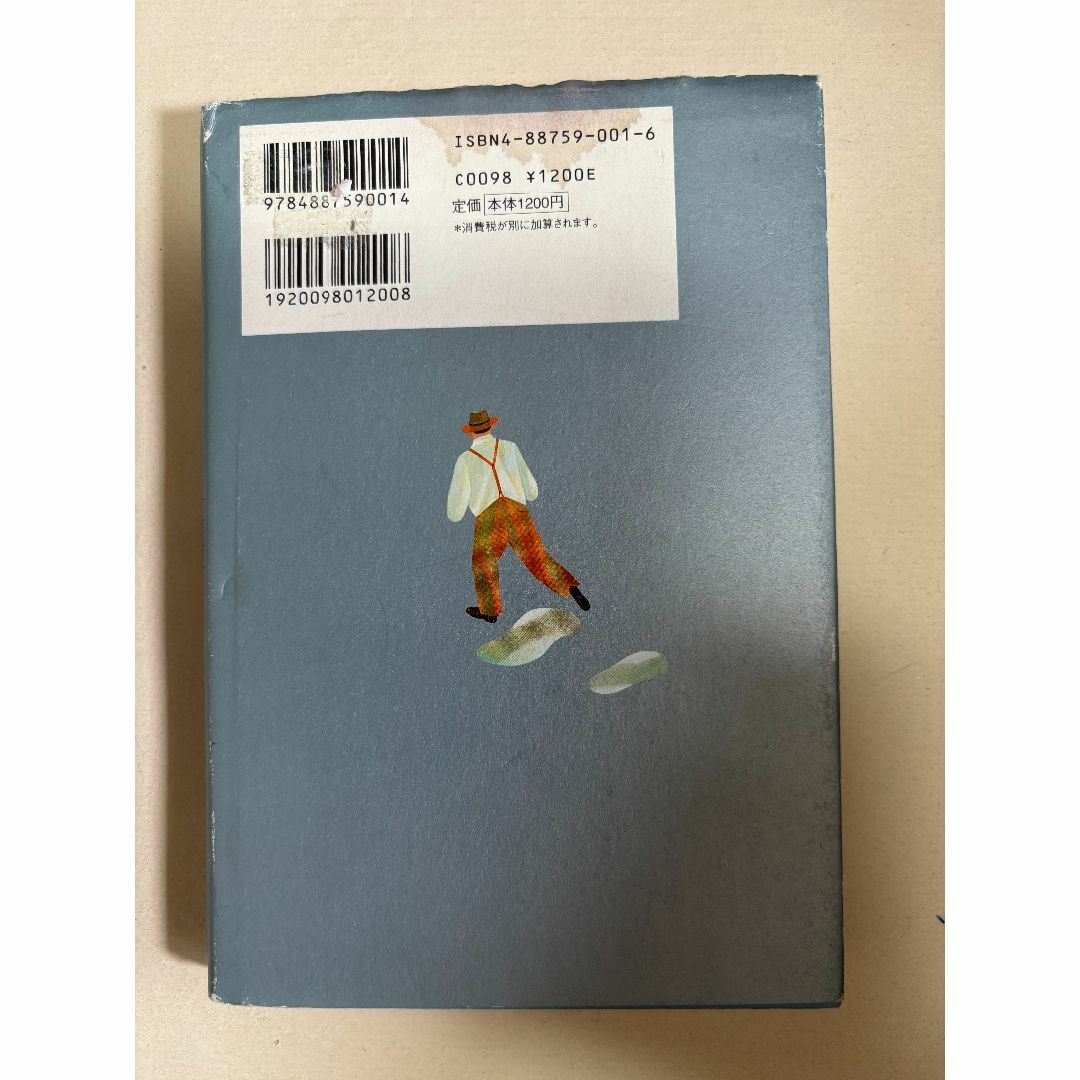 ISBN4-88759-001-6
C0098 ¥1200E
定価 本体1200円
*消費税が別に加算されます。
9784887590014
1920098012008